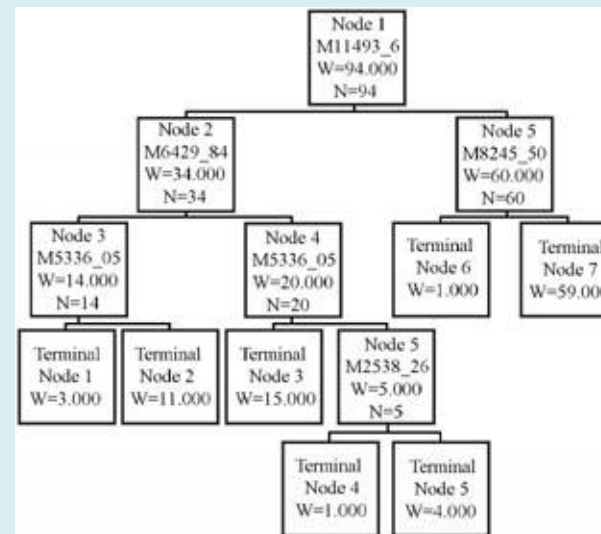 Node 1
M11493_6
W=94.000
N=94
Node 2
M6429_84
W=34.000
N=34
Node 5
M8245_50
W=60.000
N=60
Node 3
M5336_05
W=14.000
N=14
Node 4
M5336_05
W=20.000
N=20
Terminal
Node 6
W=1.000
Terminal
Node 7
W=59.000
Terminal
Node 1
W=3.000
Terminal
Node 2
W=11.000
Terminal
Node 3
W=15.000
Node 5
M2538_26
W=5.000
N=5
Terminal
Node 4
W=1.000
Terminal
Node 5
W=4.000